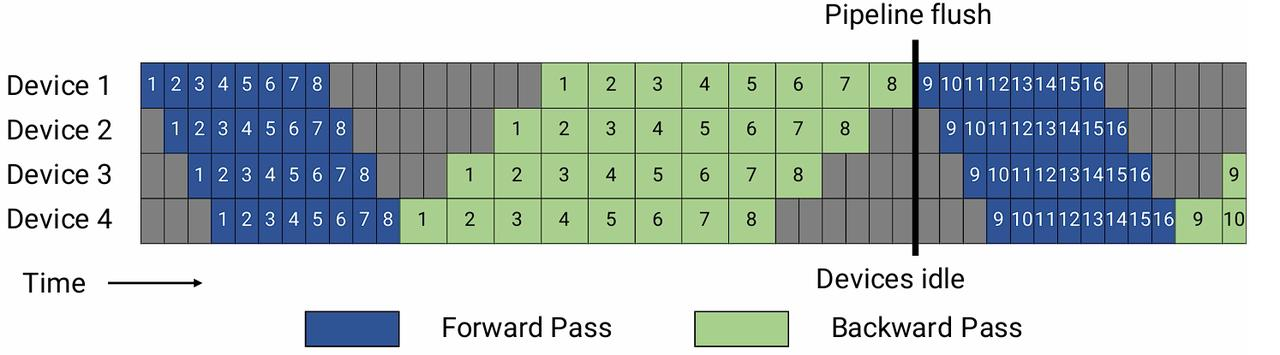 Pipeline flush
Device 1 1 2 3 4 5 6 7 8 1 2 3 4 5 6 7 8 9 10 11 12 13 14 15 16
Device 2 1 2 3 4 5 6 7 8 1 2 3 4 5 6 7 8 9 10 11 12 13 14 15 16
Device 3 1 2 3 4 5 6 7 8 1 2 3 4 5 6 7 8 9 10 11 12 13 14 15 16 9
Device 4 1 2 3 4 5 6 7 8 1 2 3 4 5 6 7 8 9 10 11 12 13 14 15 16 9 10
Time Devices idle
Forward Pass Backward Pass